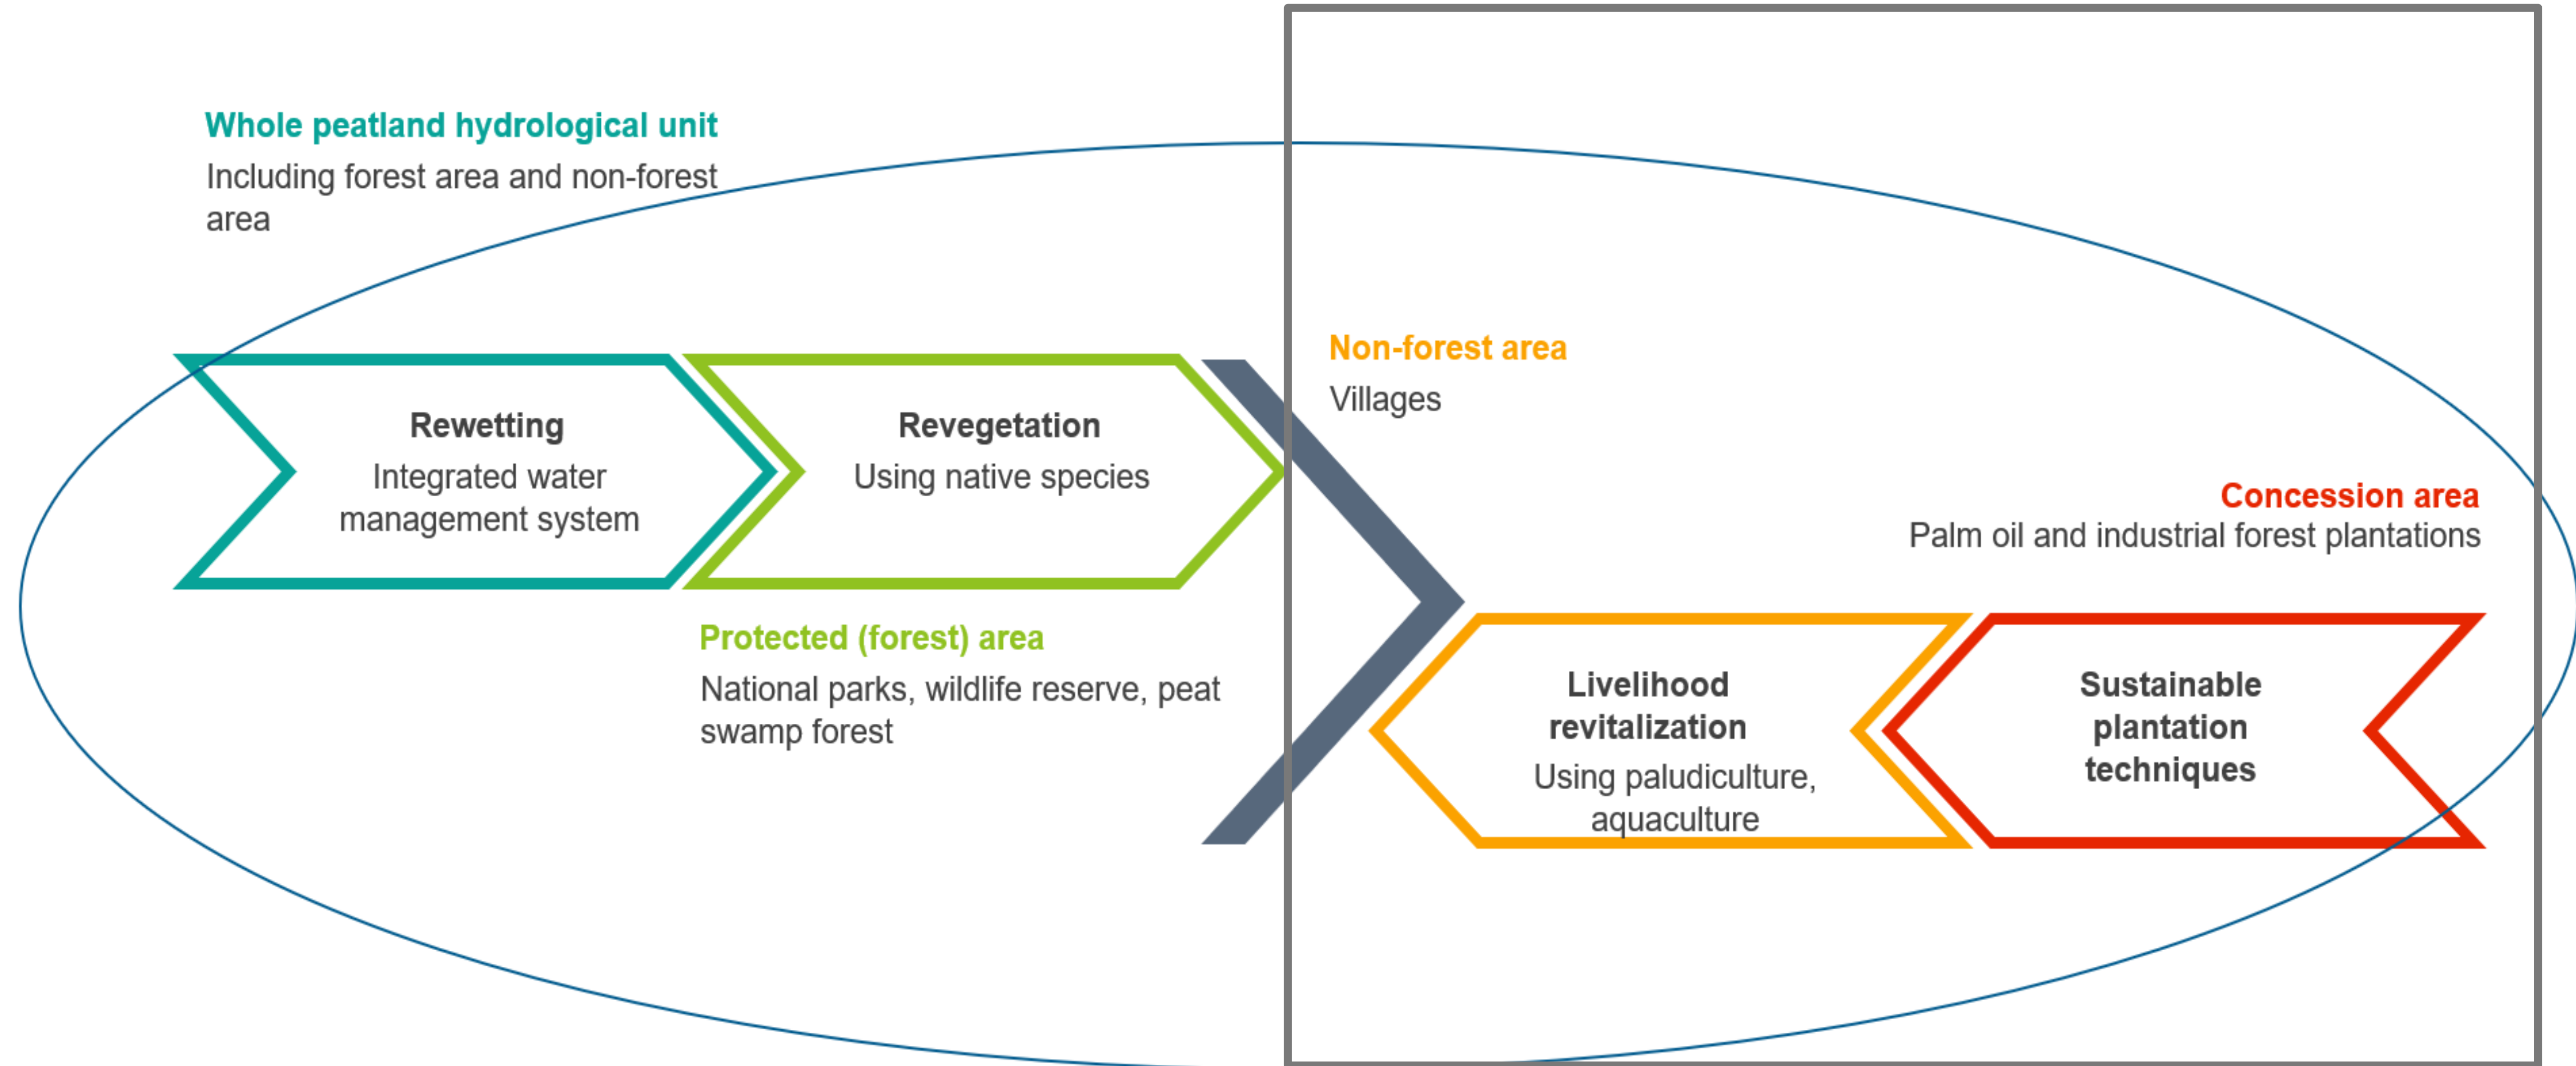 Whole peatland hydrological unit
Including forest area and non-forest
area
Rewetting
Integrated water
management system
Revegetation
Using native species
Protected (forest) area
National parks, wildlife reserve, peat
swamp forest
Non-forest area
Villages
Concession area
Palm oil and industrial forest plantations
Livelihood
revitalization
Using paludiculture,
aquaculture
Sustainable
plantation
techniques